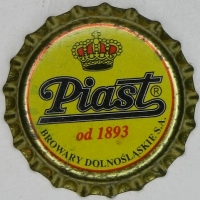 Piast®
od 1893
BROWARY DOLNOŚLĄSKIE S.A.